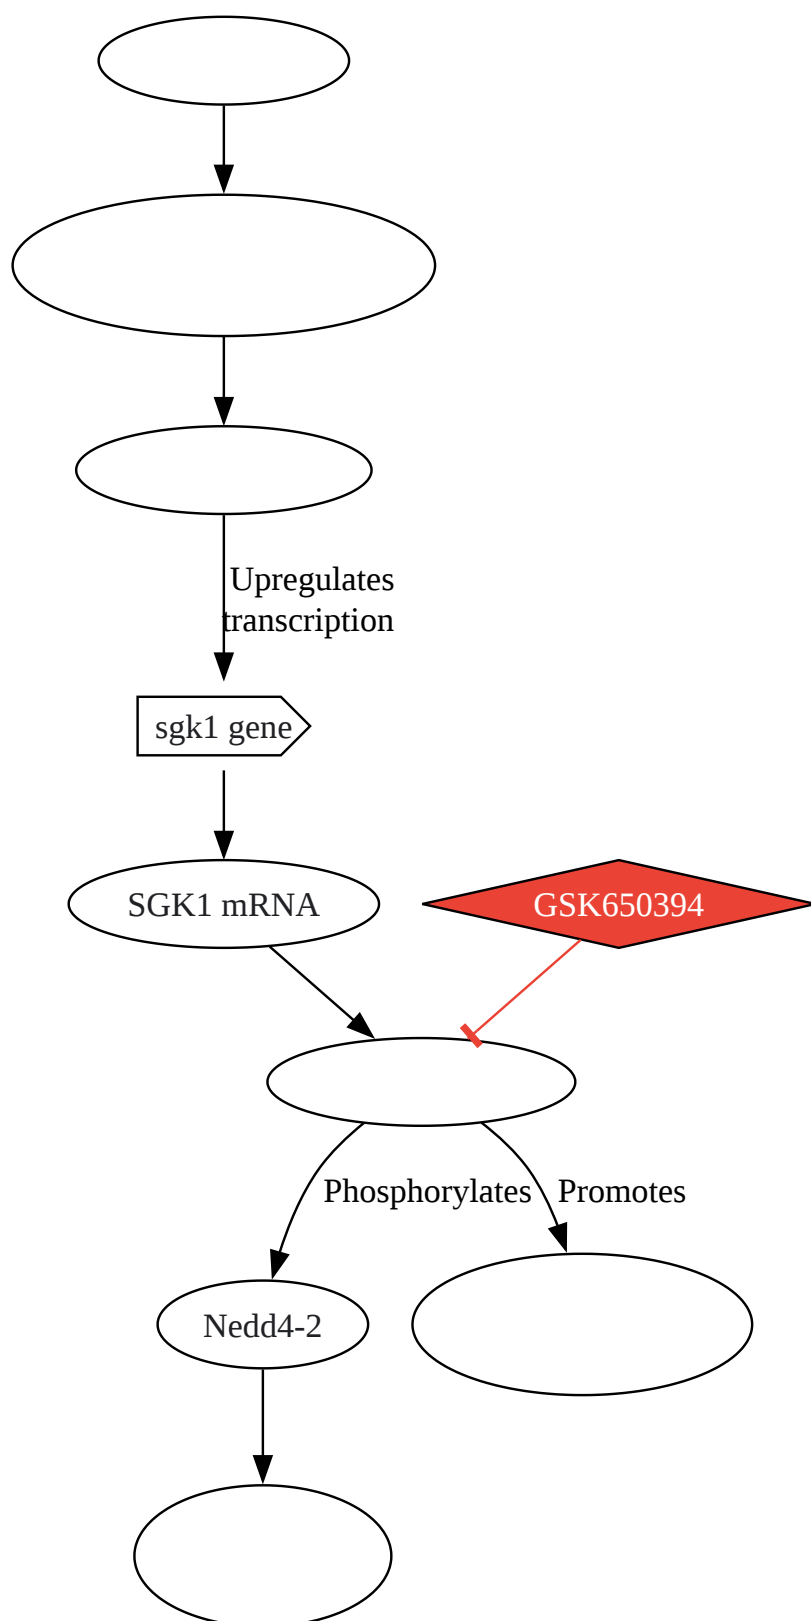 Upregulates
transcription
sgk1 gene
SGK1 mRNA
GSK650394
Phosphorylates
Promotes
Nedd4-2